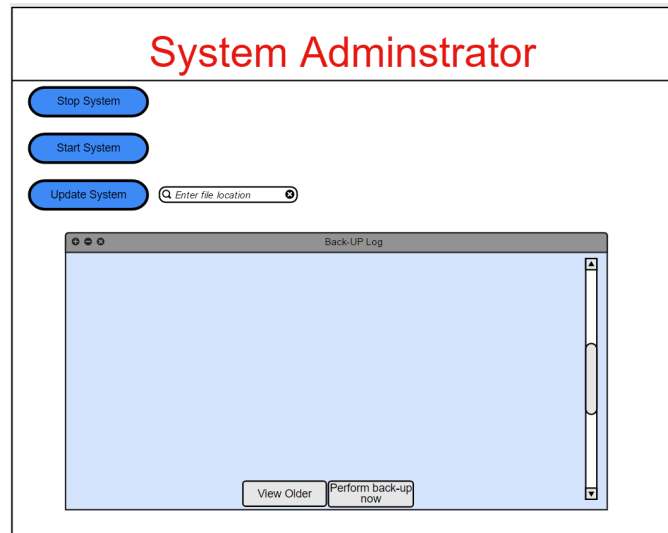 System Adminstrator
Stop System
Start System
Update System
Enter file location
Back-UP Log
View Older
Perform back-up
now